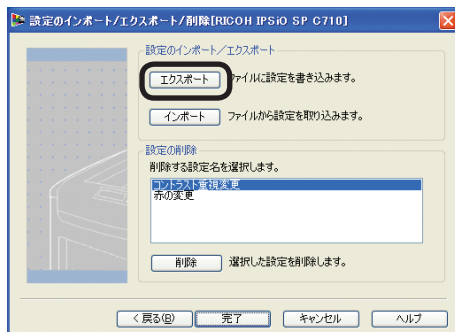 設定のインポート/エクスポート/削除[RICOH IPSiO SP C710]
設定のインポート/エクスポート
エクスポート ファイルに設定を書き込みます。
インポート ファイルから設定を取り込みます。
設定の削除
削除する設定名を選択します。
コントラスト重視変更
赤の変更
削除 選択した設定を削除します。
< 戻る(B) 完了 キャンセル ヘルプ